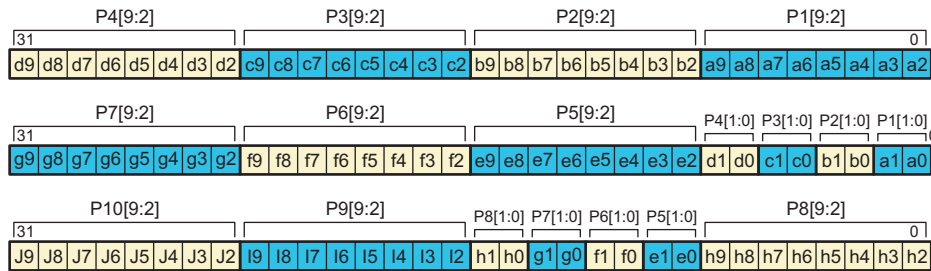 P4[9:2] P3[9:2] P2[9:2] P1[9:2]
31 0
d9 d8 d7 d6 d5 d4 d3 d2 c9 c8 c7 c6 c5 c4 c3 c2 b9 b8 b7 b6 b5 b4 b3 b2 a9 a8 a7 a6 a5 a4 a3 a2
P7[9:2] P6[9:2] P5[9:2] P4[1:0] P3[1:0] P2[1:0] P1[1:0]
31 0
g9 g8 g7 g6 g5 g4 g3 g2 f9 f8 f7 f6 f5 f4 f3 f2 e9 e8 e7 e6 e5 e4 e3 e2 d1 d0 c1 c0 b1 b0 a1 a0
P10[9:2] P9[9:2] P8[1:0] P7[1:0] P6[1:0] P5[1:0] P8[9:2]
31 0
J9 J8 J7 J6 J5 J4 J3 J2 I9 I8 I7 I6 I5 I4 I3 I2 h1 h0 g1 g0 f1 f0 e1 e0 h9 h8 h7 h6 h5 h4 h3 h2